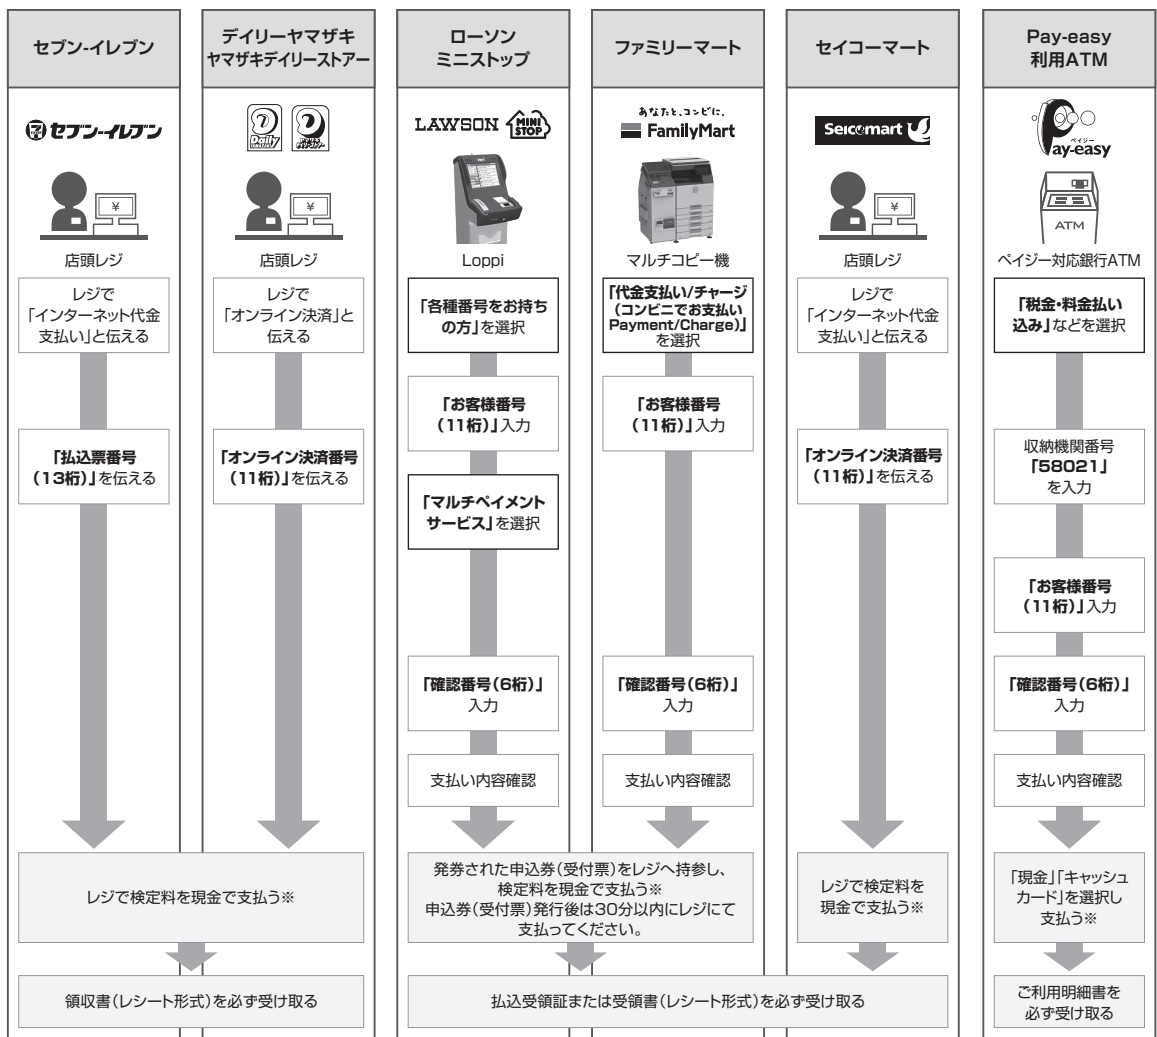 セブン-イレブン
デイリーヤマザキ
ヤマザキデイリーストアー
ローソン
ミニストップ
ファミリーマート
セイコーマート
Pay-easy
利用ATM
セブン-イレブン
Daily
LAWSON
MINI
STOP
あなたと、コンビに、
FamilyMart
Seicomart
ペイジー
Pay-easy
¥
¥
¥
ATM
店頭レジ
店頭レジ
Loppi
マルチコピー機
店頭レジ
ペイジー対応銀行ATM
レジで
「インターネット代金
支払い」と伝える
レジで
「オンライン決済」と
伝える
「各種番号をお持ち
の方」を選択
「代金支払い/チャージ
(コンビニでお支払い
Payment/Charge)」
を選択
レジで
「インターネット代金
支払い」と伝える
「税金・料金払い
込み」などを選択
「お客様番号
(11桁)」入力
「お客様番号
(11桁)」入力
「払込票番号
(13桁)」を伝える
「オンライン決済番号
(11桁)」を伝える
「マルチペイメント
サービス」を選択
「オンライン決済番号
(11桁)」を伝える
収納機関番号
「58021」
を入力
「お客様番号
(11桁)」入力
「確認番号(6桁)」
入力
「確認番号(6桁)」
入力
「確認番号(6桁)」
入力
支払い内容確認
支払い内容確認
支払い内容確認
レジで検定料を現金で支払う※
発券された申込券(受付票)をレジへ持参し、
検定料を現金で支払う※
申込券(受付票)発行後は30分以内にレジにて
支払ってください。
レジで検定料を
現金で支払う※
「現金」「キャッシュ
カード」を選択し
支払う※
領収書(レシート形式)を必ず受け取る
払込受領証または受領書(レシート形式)を必ず受け取る
ご利用明細書を
必ず受け取る